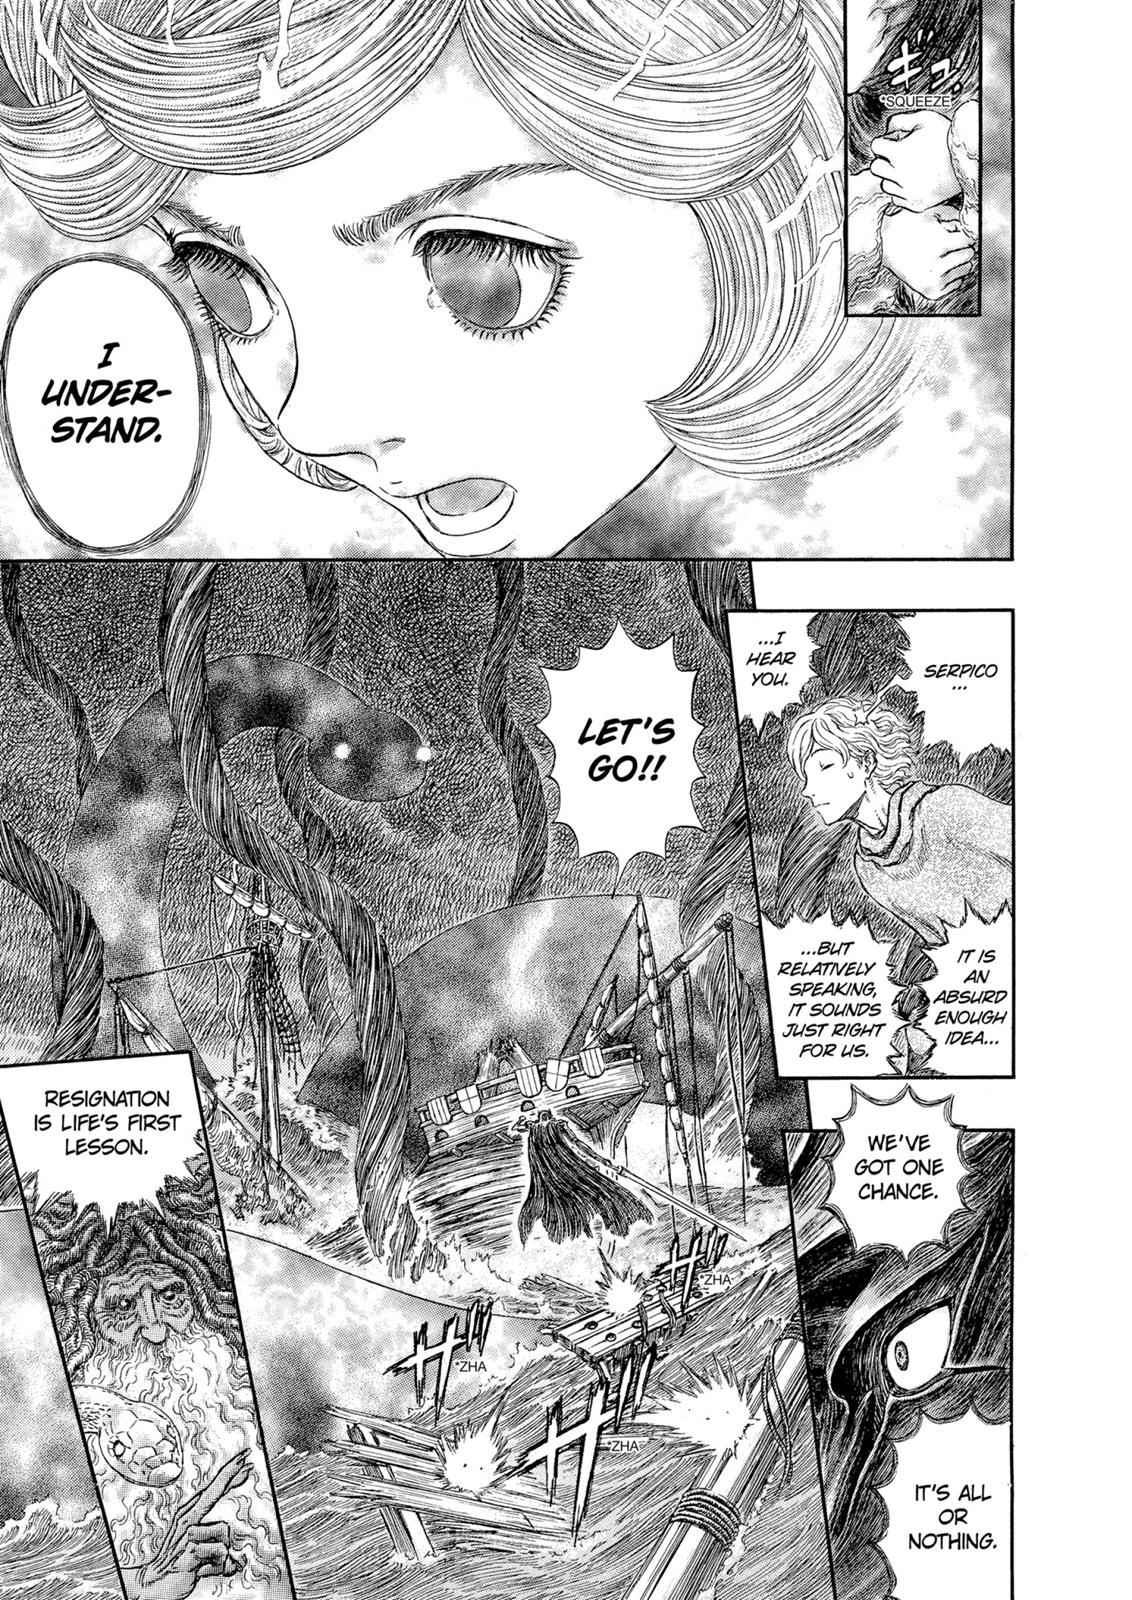 ギュ
*SQUEEZE
I
UNDER-
STAND.
SERPICO
...
...I
HEAR
YOU.
IT IS
AN
ABSURD
ENOUGH
IDEA...
...BUT
RELATIVELY
SPEAKING,
IT SOUNDS
JUST RIGHT
FOR US.
LET'S
GO!!
WE'VE
GOT ONE
CHANCE.
IT'S ALL
OR
NOTHING.
ザ
*ZHA
ザ
*ZHA
ザ
*ZHA
RESIGNATION
IS LIFE'S FIRST
LESSON.